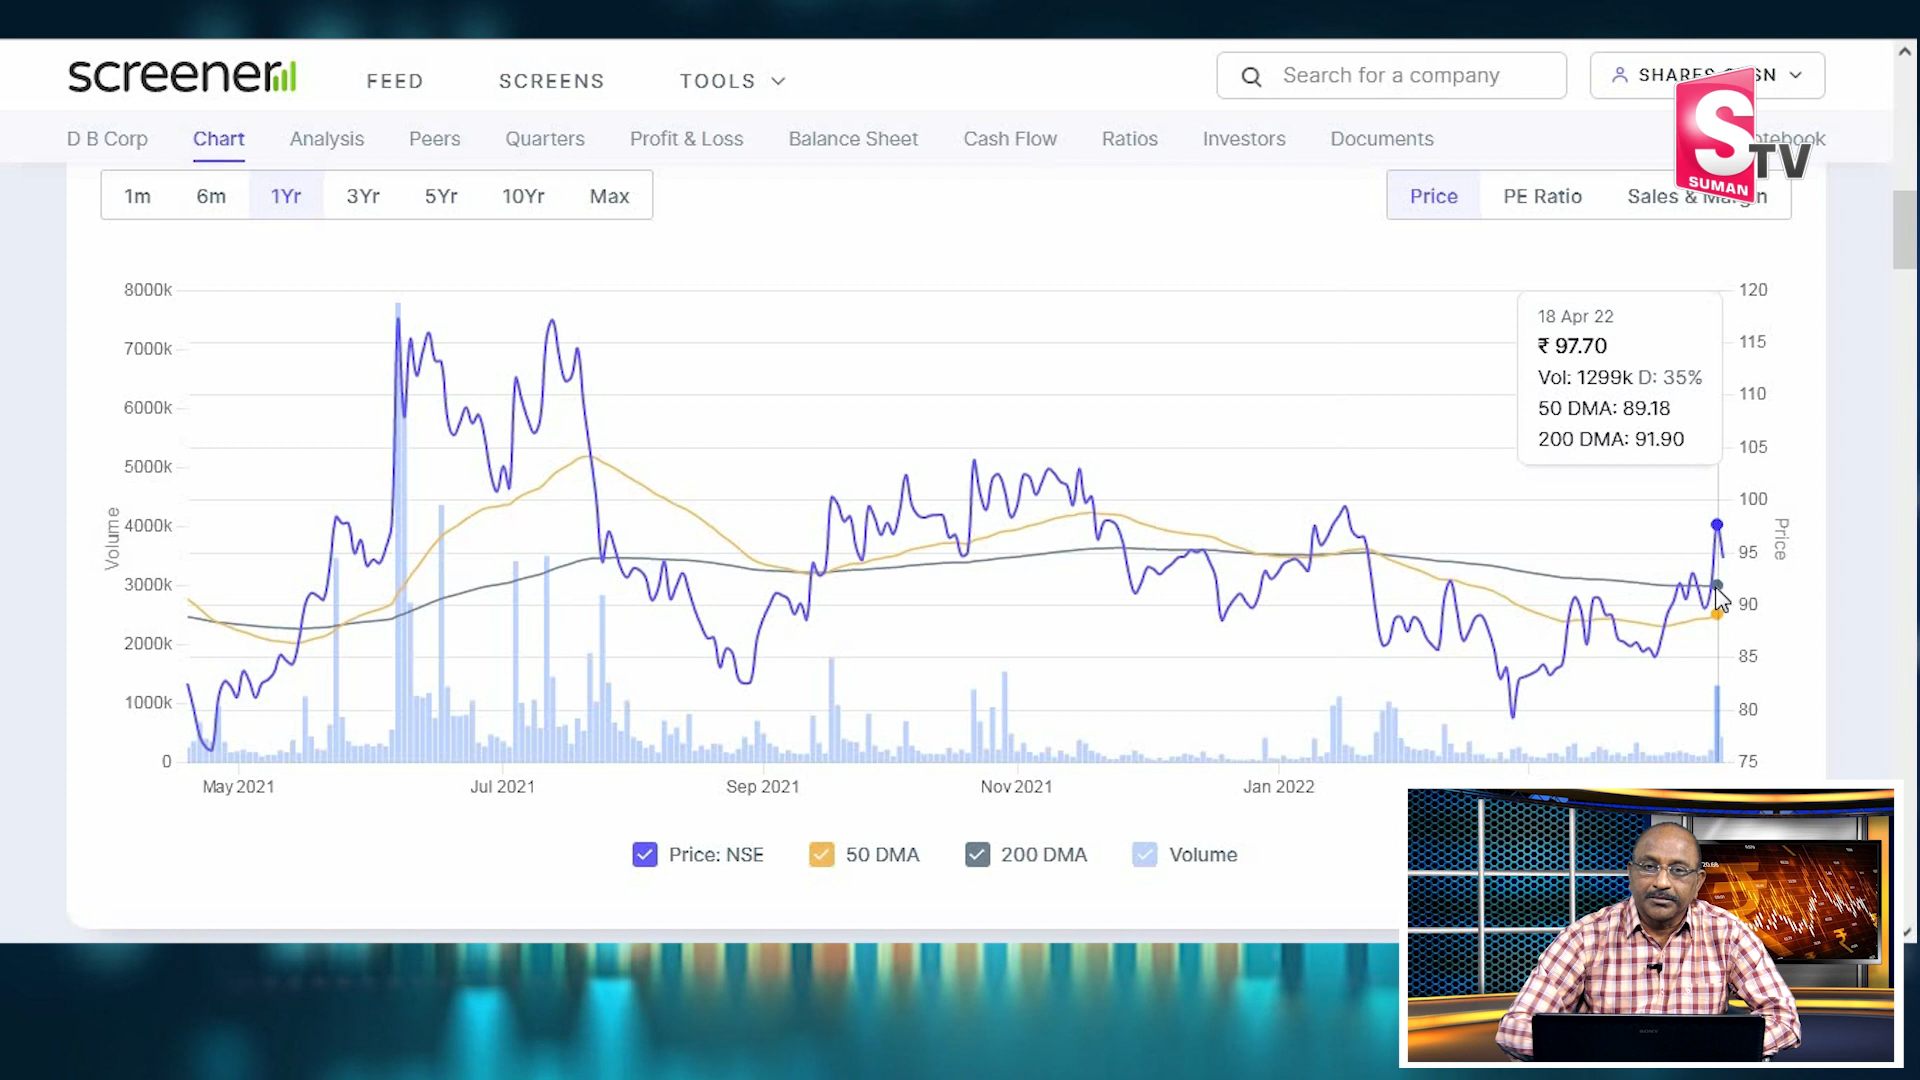 screener
FEED
SCREENS
TOOLS
Search for a company
D B Corp
Chart
Analysis
Peers
Quarters
Profit & Loss
Balance Sheet
Cash Flow
Ratios
Investors
Documents
S TV
SUMAN
1m
6m
1Yr
3Yr
5Yr
10Yr
Max
Price
PE Ratio
Sales &
8000k
7000k
6000k
5000k
4000k
3000k
2000k
1000k
0
Volume
120
115
110
105
100
95
90
85
80
75
Price
18 Apr 22
₹ 97.70
Vol: 1299k D: 35%
50 DMA: 89.18
200 DMA: 91.90
May 2021
Jul 2021
Sep 2021
Nov 2021
Jan 2022
Price: NSE
50 DMA
200 DMA
Volume
SONY